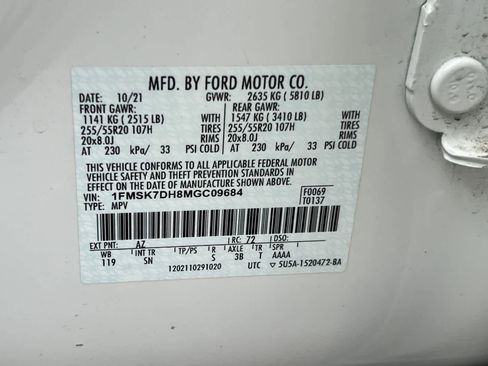 MFD. BY FORD MOTOR CO.
DATE: 10/21 GVWR: 2635 KG ( 5810 LB)
FRONT GAWR: REAR GAWR:
1141 KG ( 2515 LB) 1547 KG ( 3410 LB)
255/55R20 107H TIRES 255/55R20 107H TIRES
20x8.0J RIMS 20x8.0J RIMS
AT 230 kPa/ 33 PSI COLD AT 230 kPa/ 33 PSI COLD
THIS VEHICLE CONFORMS TO ALL APPLICABLE FEDERAL MOTOR
VEHICLE SAFETY AND THEFT PREVENTION STANDARDS IN
EFFECT ON THE DATE OF MANUFACTURE SHOWN ABOVE.
VIN: 1FMSK7DH8MGC09684 F0069
TYPE: MPV T0137
EXT PNT: AZ RC: 72 DSO:
WB INT TR TP/PS R AXLE TR SPR
119 SN S 3B T AAAA
1202110291020 UTC 5U5A-1520472-BA